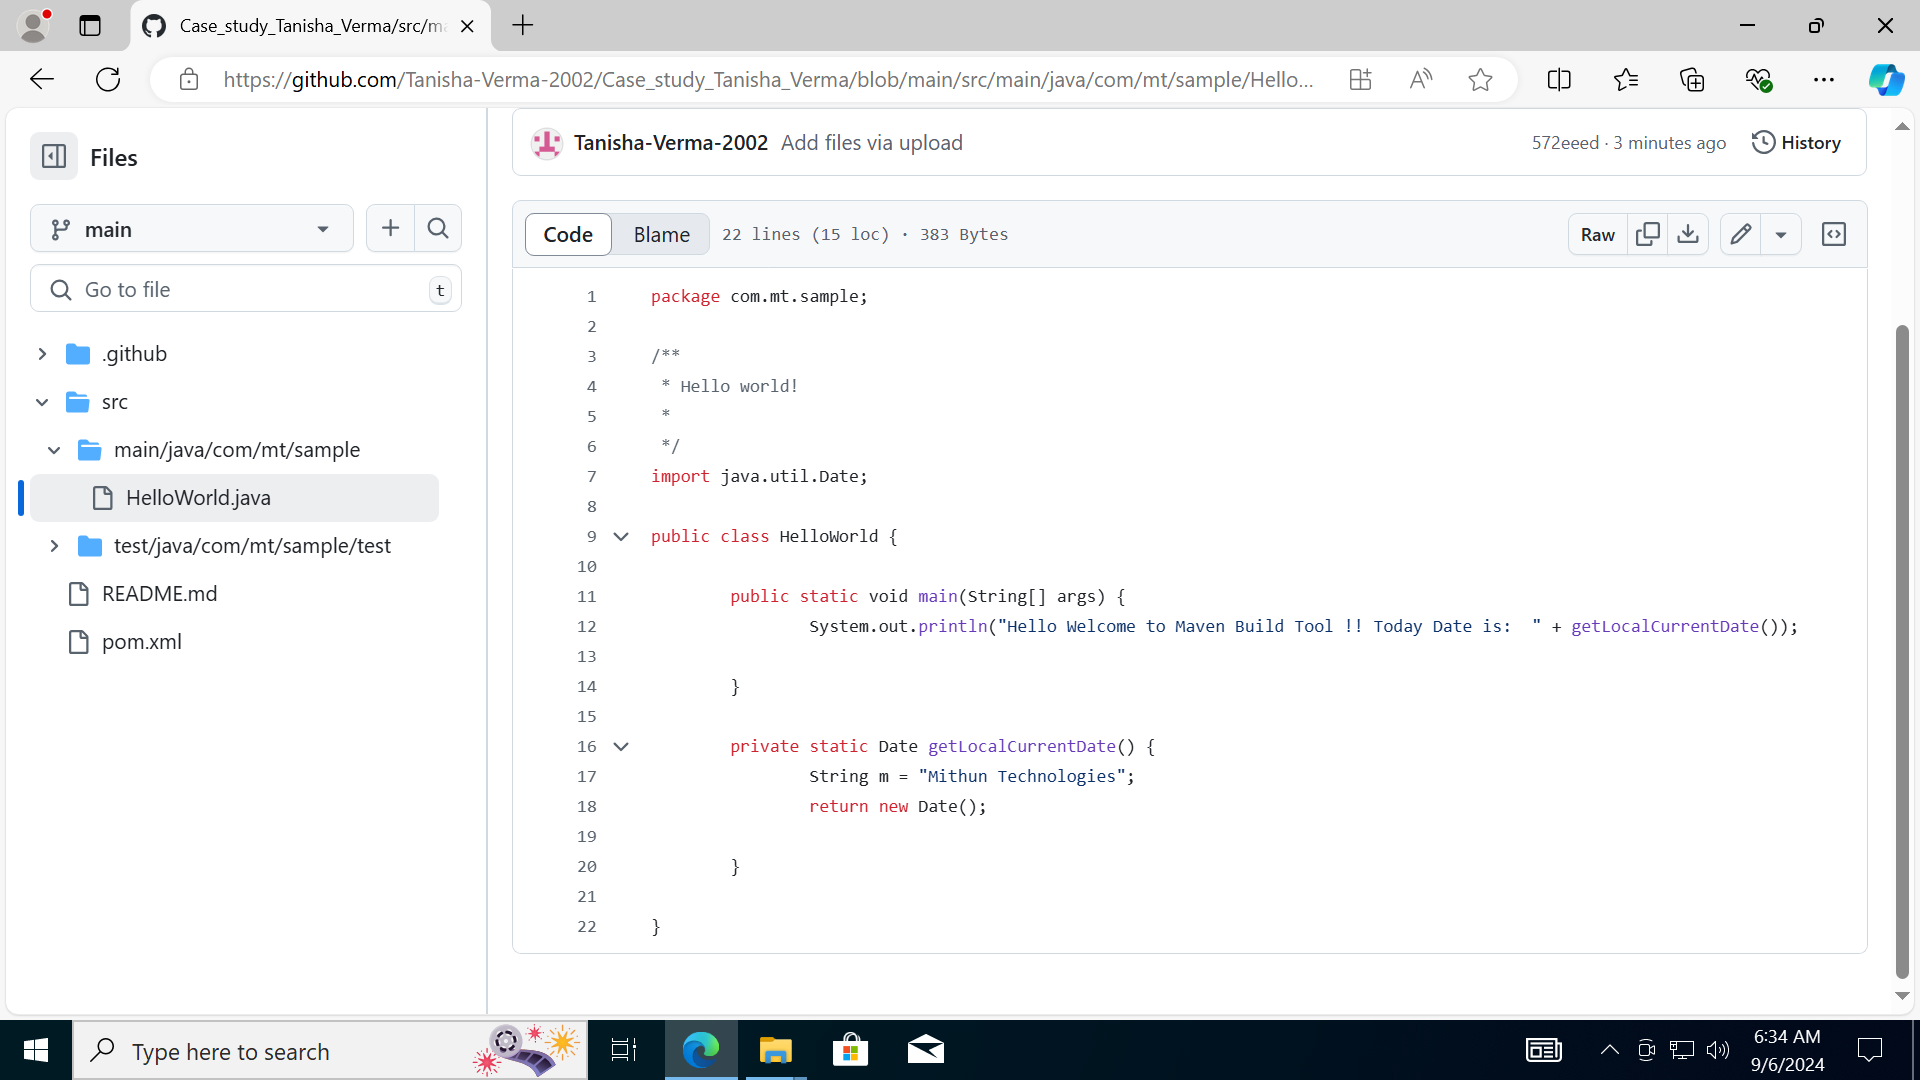 Case_study_Tanisha_Verma/src/ma
https://github.com/Tanisha-Verma-2002/Case_study_Tanisha_Verma/blob/main/src/main/java/com/mt/sample/Hello...
Files
main
Go to file
t
.github
src
main/java/com/mt/sample
HelloWorld.java
test/java/com/mt/sample/test
README.md
pom.xml
Tanisha-Verma-2002 Add files via upload
572eeed · 3 minutes ago
History
Code Blame 22 lines (15 loc) · 383 Bytes
Raw
1 package com.mt.sample;
2
3 /**
4 * Hello world!
5 *
6 */
7 import java.util.Date;
8
9 public class HelloWorld {
10
11 public static void main(String[] args) {
12 System.out.println("Hello Welcome to Maven Build Tool !! Today Date is:  " + getLocalCurrentDate());
13
14 }
15
16 private static Date getLocalCurrentDate() {
17 String m = "Mithun Technologies";
18 return new Date();
19
20 }
21
22 }
Type here to search
6:34 AM
9/6/2024